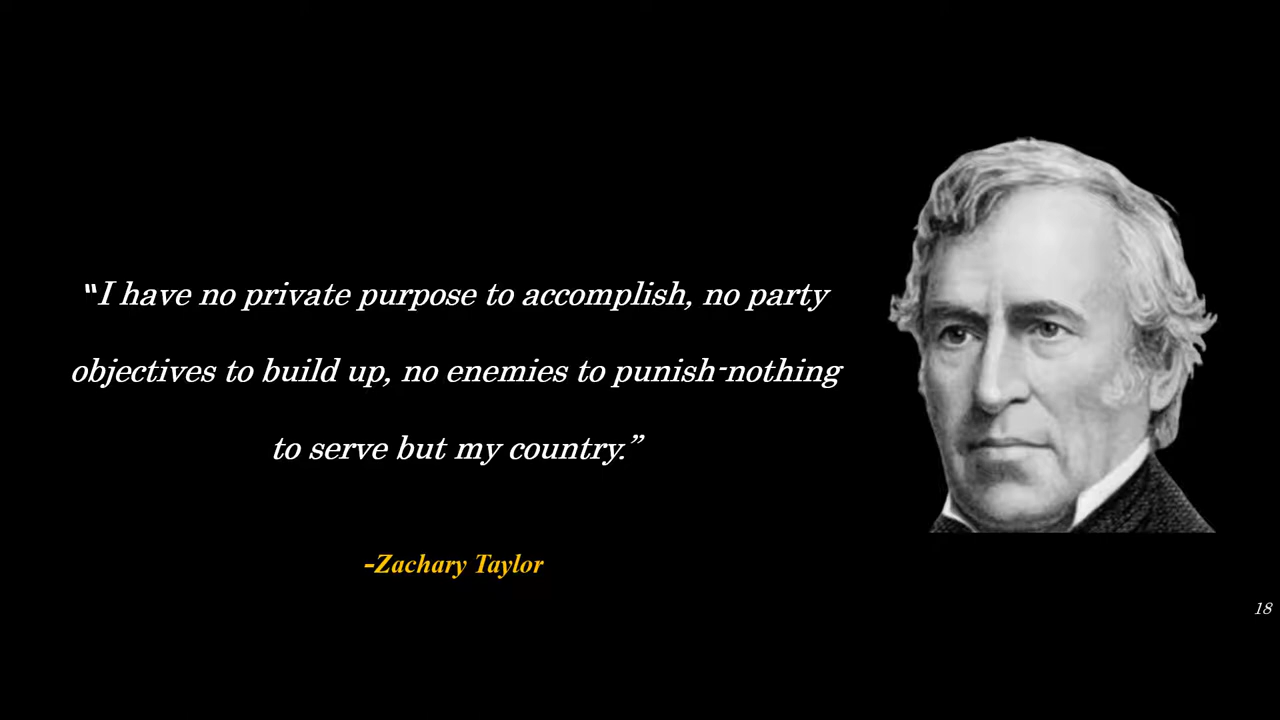 “I have no private purpose to accomplish, no party
objectives to build up, no enemies to punish-nothing
to serve but my country.”
-Zachary Taylor
18